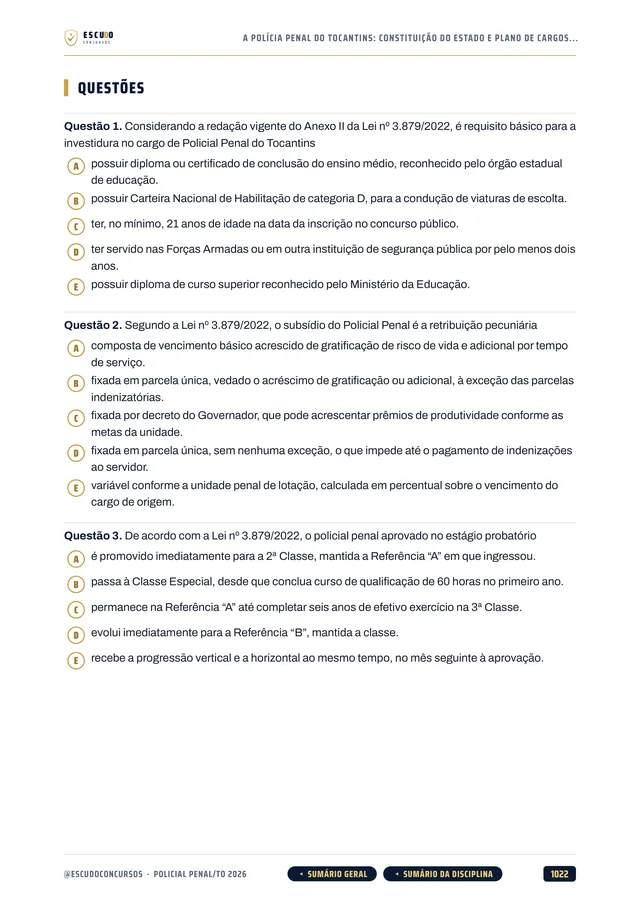 ESCUDO
CONCURSOS
A POLÍCIA PENAL DO TOCANTINS: CONSTITUIÇÃO DO ESTADO E PLANO DE CARGOS...
QUESTÕES
Questão 1. Considerando a redação vigente do Anexo II da Lei nº 3.879/2022, é requisito básico para a
investidura no cargo de Policial Penal do Tocantins
A possuir diploma ou certificado de conclusão do ensino médio, reconhecido pelo órgão estadual
de educação.
B possuir Carteira Nacional de Habilitação de categoria D, para a condução de viaturas de escolta.
C ter, no mínimo, 21 anos de idade na data da inscrição no concurso público.
D ter servido nas Forças Armadas ou em outra instituição de segurança pública por pelo menos dois
anos.
E possuir diploma de curso superior reconhecido pelo Ministério da Educação.
Questão 2. Segundo a Lei nº 3.879/2022, o subsídio do Policial Penal é a retribuição pecuniária
A composta de vencimento básico acrescido de gratificação de risco de vida e adicional por tempo
de serviço.
B fixada em parcela única, vedado o acréscimo de gratificação ou adicional, à exceção das parcelas
indenizatórias.
C fixada por decreto do Governador, que pode acrescentar prêmios de produtividade conforme as
metas da unidade.
D fixada em parcela única, sem nenhuma exceção, o que impede até o pagamento de indenizações
ao servidor.
E variável conforme a unidade penal de lotação, calculada em percentual sobre o vencimento do
cargo de origem.
Questão 3. De acordo com a Lei nº 3.879/2022, o policial penal aprovado no estágio probatório
A é promovido imediatamente para a 2ª Classe, mantida a Referência “A” em que ingressou.
B passa à Classe Especial, desde que conclua curso de qualificação de 60 horas no primeiro ano.
C permanece na Referência “A” até completar seis anos de efetivo exercício na 3ª Classe.
D evolui imediatamente para a Referência “B”, mantida a classe.
E recebe a progressão vertical e a horizontal ao mesmo tempo, no mês seguinte à aprovação.
@ESCUDOCONCURSOS · POLICIAL PENAL/TO 2026
SUMÁRIO GERAL
SUMÁRIO DA DISCIPLINA
1022